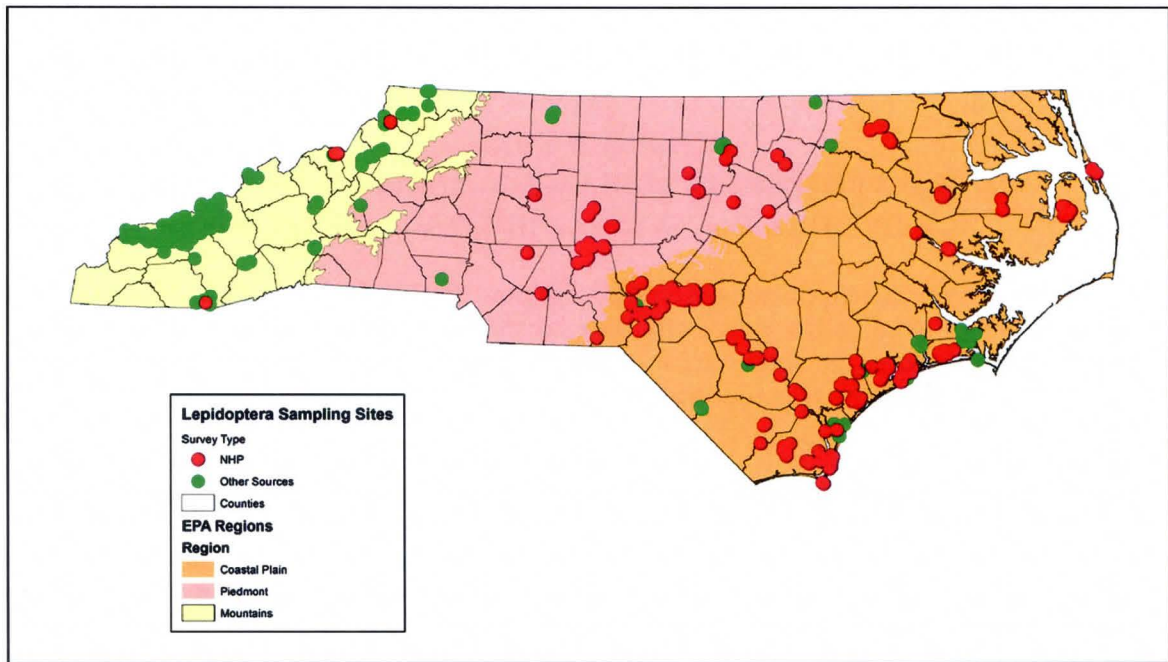 Lepidoptera Sampling Sites
Survey Type
NHP
Other Sources
Counties
EPA Regions
Region
Coastal Plain
Piedmont
Mountains